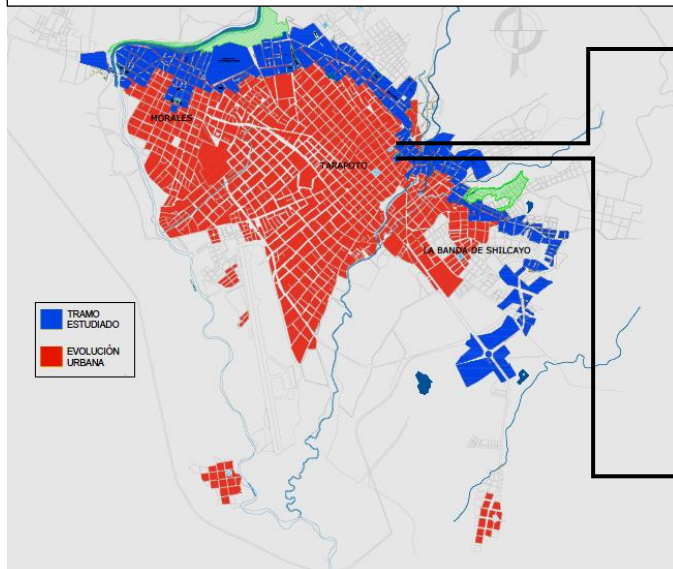 MORALES
TARAPOTO
LA BANDA DE SHILCAYO
TRAMO
ESTUDIADO
EVOLUCIÓN
URBANA